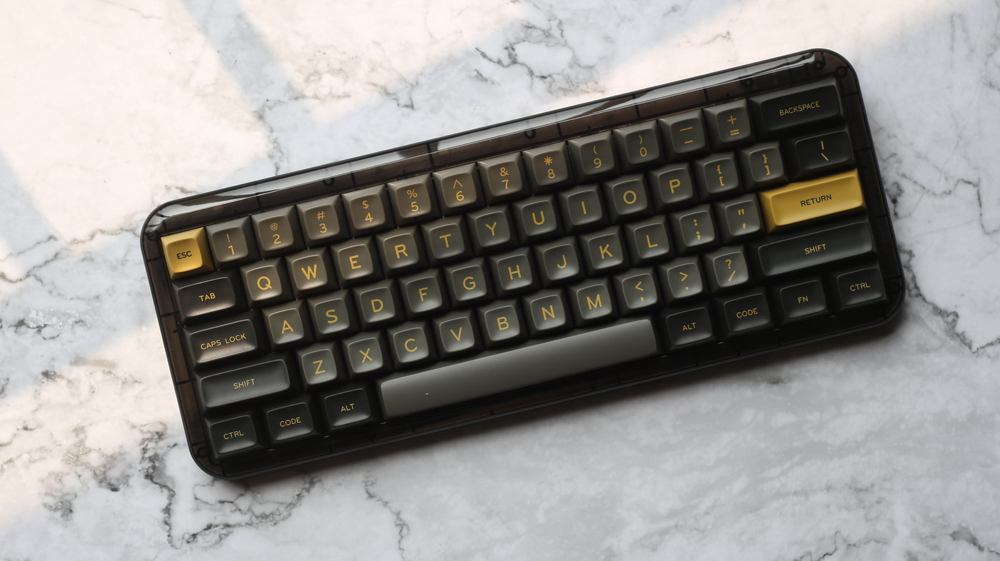 ESC ! 1 @ 2 # 3 $ 4 % 5 ^ 6 & 7 * 8 ( 9 ) 0 — – + = BACKSPACE
TAB Q W E R T Y U I O P { [ } ] | \
CAPS LOCK A S D F G H J K L : ; " , RETURN
SHIFT Z X C V B N M < , > . ? / SHIFT
CTRL CODE ALT ALT CODE FN CTRL